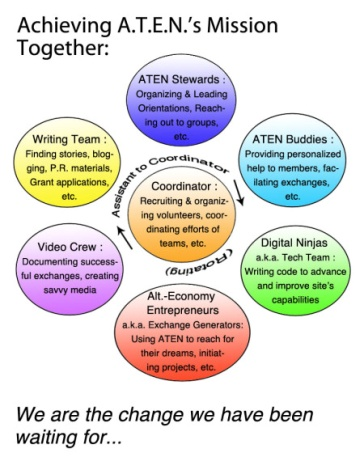 Achieving A.T.E.N.'s Mission
Together:
ATEN Stewards :
Organizing & Leading
Orientations, Reach-
ing out to groups,
etc.
Writing Team :
Finding stories, blog-
ging, P.R. materials,
Grant applications,
etc.
ATEN Buddies :
Providing personalized
help to members, fac-
ilating exchanges,
etc.
Assistant to Coordinator
Coordinator :
Recruiting & organiz-
ing volunteers, coor-
dinating efforts of
teams, etc.
(Rotating)
Video Crew :
Documenting success-
ful exchanges, creating
savvy media
Digital Ninjas
a.k.a. Tech Team :
Writing code to advance
and improve site's
capabilities
Alt.-Economy
Entrepreneurs
a.k.a. Exchange Generators:
Using ATEN to reach for
their dreams, initiat-
ing projects, etc.
We are the change we have been
waiting for...